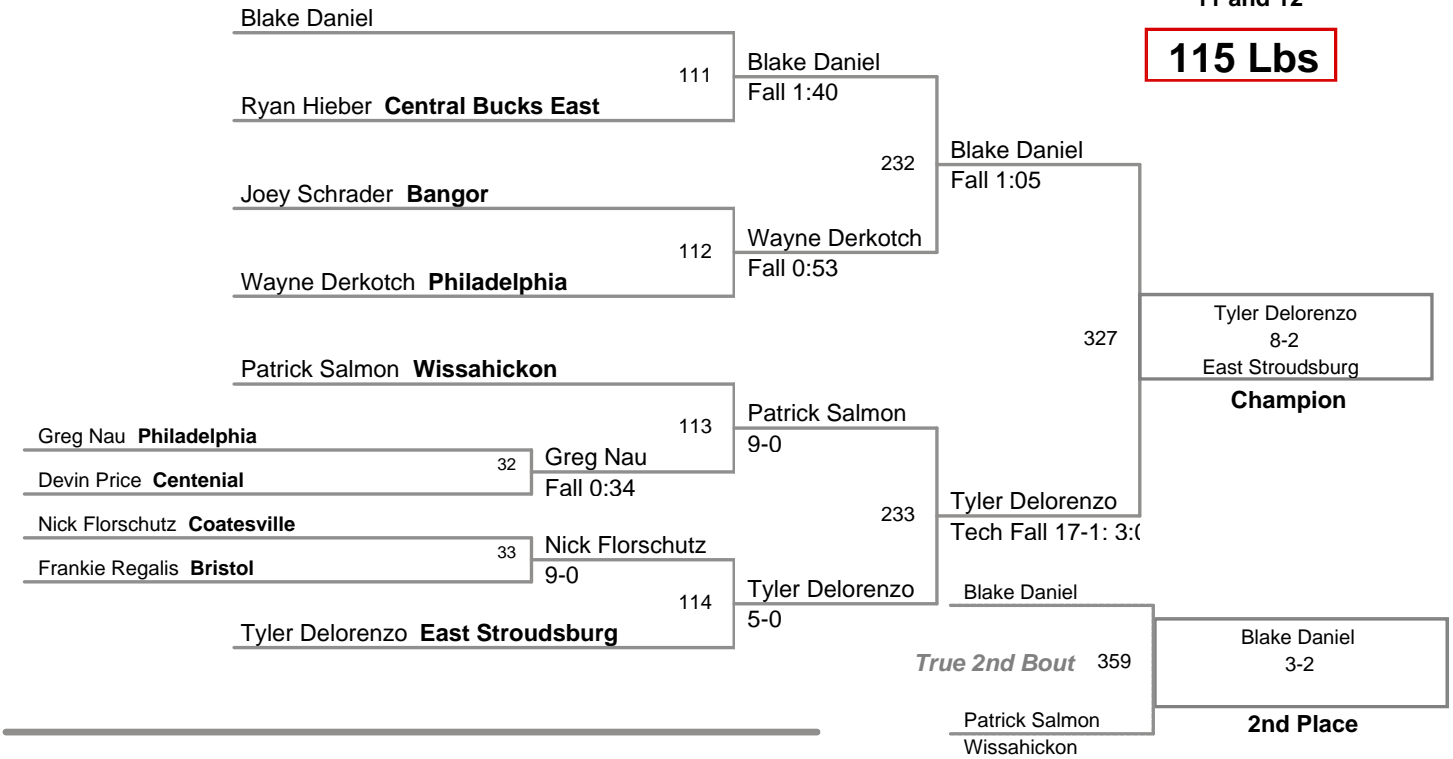 11 and 12
115 Lbs
Blake Daniel
111
Ryan Hieber Central Bucks East
Blake Daniel
Fall 1:40
232
Joey Schrader Bangor
112
Wayne Derkotch Philadelphia
Wayne Derkotch
Fall 0:53
Blake Daniel
Fall 1:05
327
Tyler Delorenzo
8-2
East Stroudsburg
Champion
Patrick Salmon Wissahickon
113
Greg Nau Philadelphia
32
Devin Price Centenial
Greg Nau
Fall 0:34
Patrick Salmon
9-0
233
Nick Florschutz Coatesville
33
Frankie Regalis Bristol
Nick Florschutz
9-0
114
Tyler Delorenzo East Stroudsburg
Tyler Delorenzo
5-0
Tyler Delorenzo
Tech Fall 17-1: 3:
Blake Daniel
True 2nd Bout 359
Patrick Salmon
Wissahickon
Blake Daniel
3-2
2nd Place